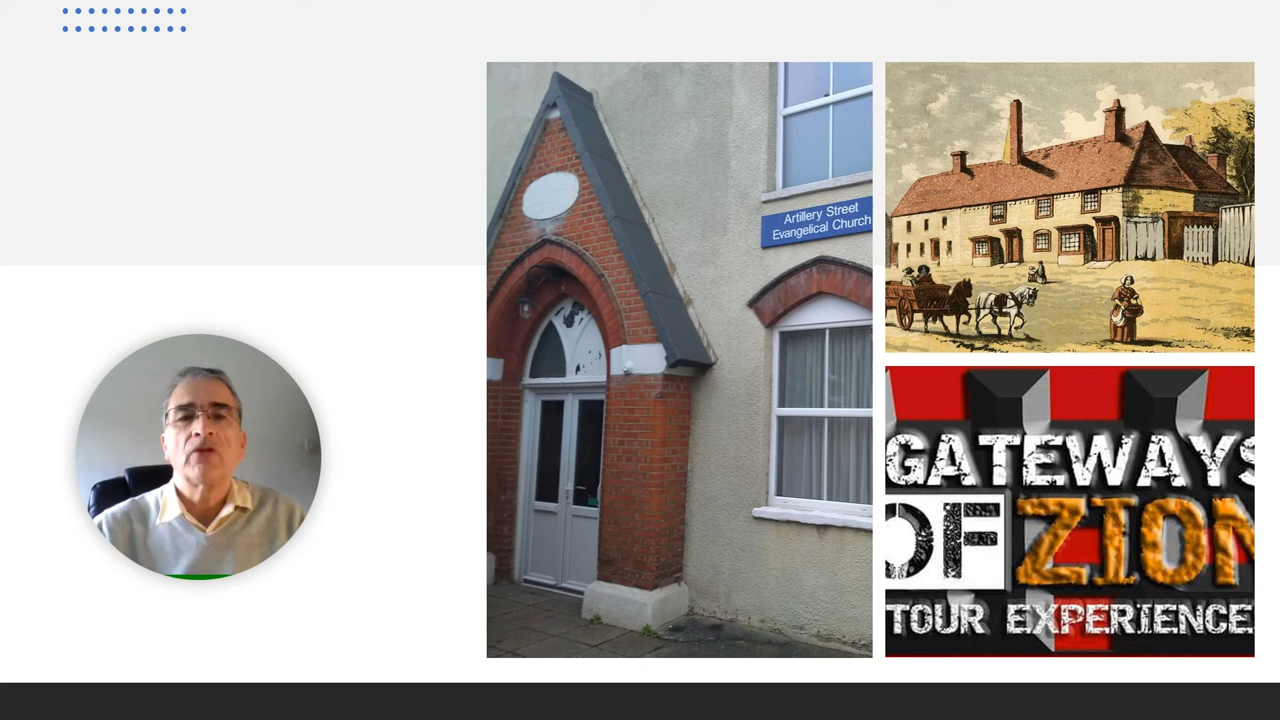 Artillery Street
Evangelical Church
GATEWAYS
OF ZION
TOUR EXPERIENCE